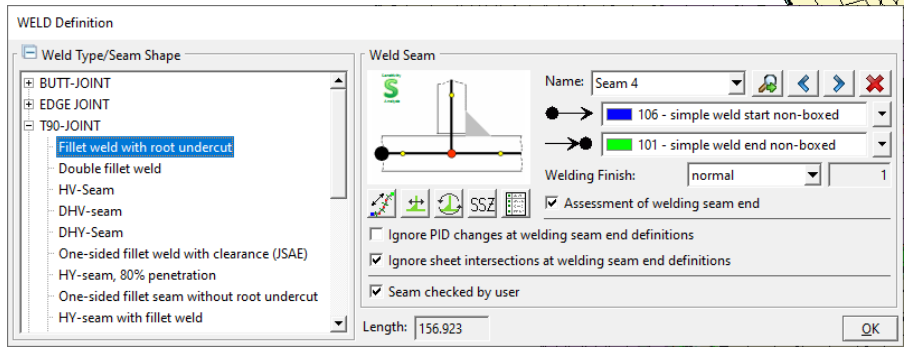 WELD Definition
Weld Type/Seam Shape
BUTT-JOINT
EDGE JOINT
T90-JOINT
Fillet weld with root undercut
Double fillet weld
HV-Seam
DHV-seam
DHY-Seam
One-sided fillet weld with clearance (JSAE)
HY-seam, 80% penetration
One-sided fillet seam without root undercut
HY-seam with fillet weld
Weld Seam
S
Name: Seam 4
106 - simple weld start non-boxed
101 - simple weld end non-boxed
Welding Finish: normal 1
SSZ
Assessment of welding seam end
Ignore PID changes at welding seam end definitions
Ignore sheet intersections at welding seam end definitions
Seam checked by user
Length: 156.923
OK